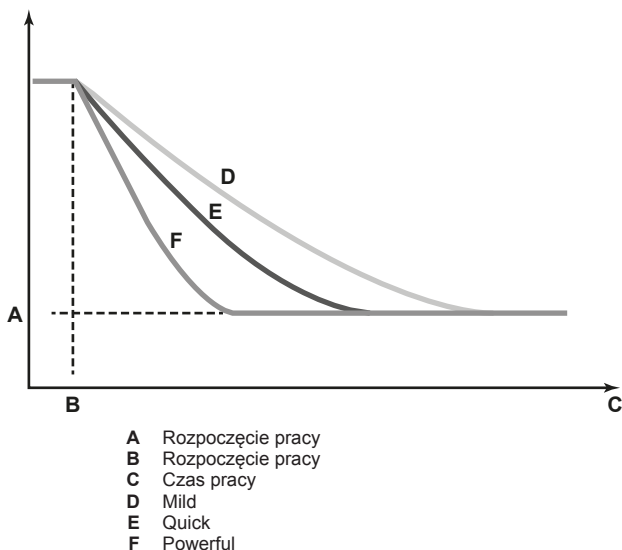 D
E
F
A
B
C
A Rozpoczęcie pracy
B Rozpoczęcie pracy
C Czas pracy
D Mild
E Quick
F Powerful